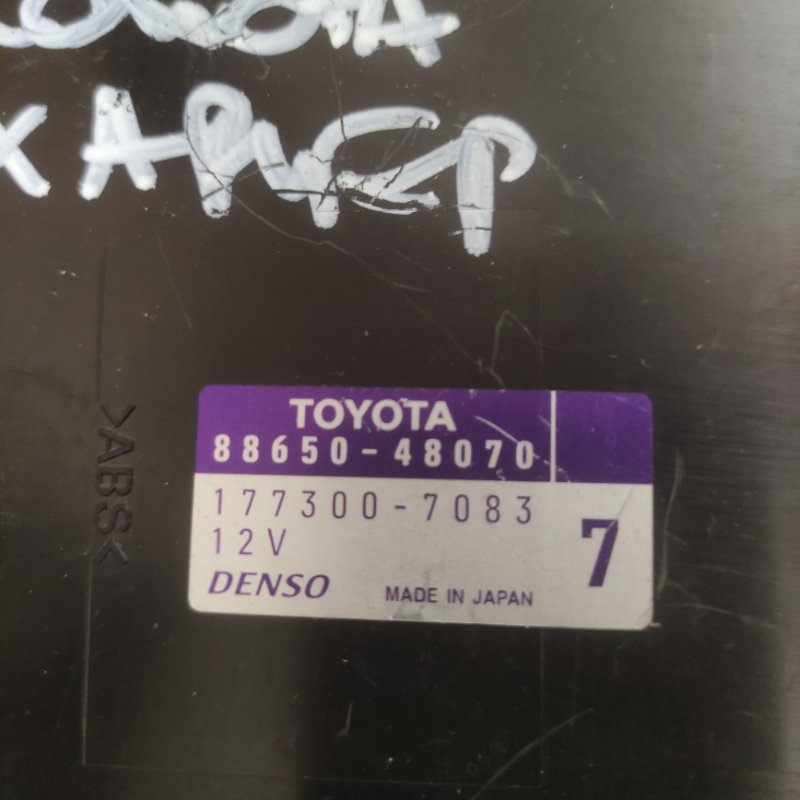 >ABS<
TOYOTA
88650-48070
177300-7083
12V
7
DENSO
MADE IN JAPAN